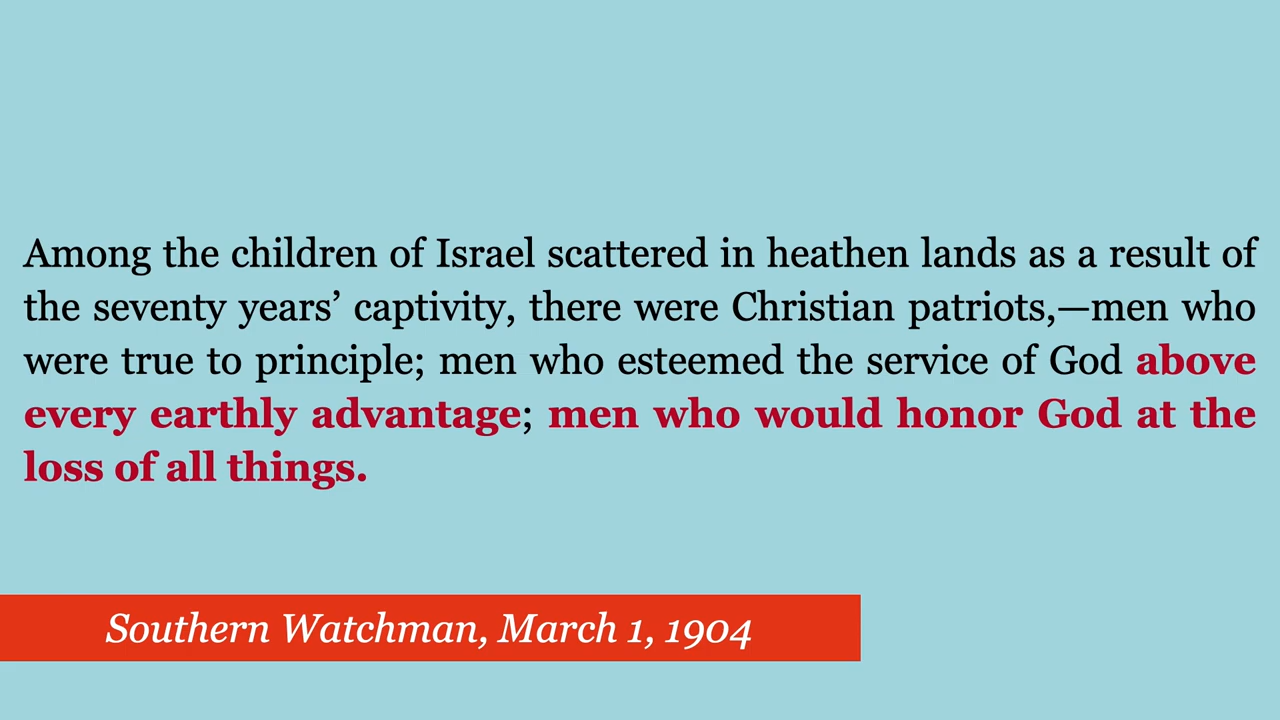 Among the children of Israel scattered in heathen lands as a result of
the seventy years’ captivity, there were Christian patriots,—men who
were true to principle; men who esteemed the service of God above
every earthly advantage; men who would honor God at the
loss of all things.
Southern Watchman, March 1, 1904